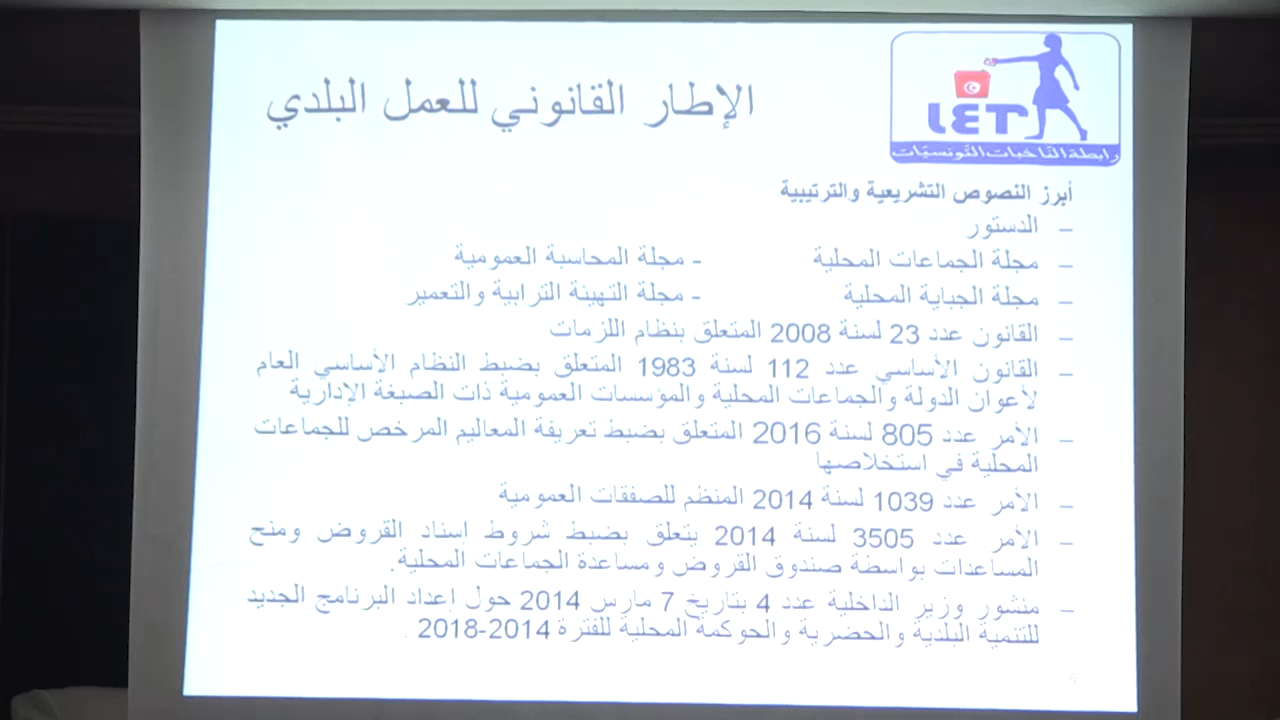 الإطار القانوني للعمل البلدي
LET
رابطة الناخبات التونسيّات
أبرز النصوص التشريعية والترتيبية
– الدستور
– مجلة الجماعات المحلية - مجلة المحاسبة العمومية
– مجلة الجباية المحلية - مجلة التهيئة الترابية والتعمير
– القانون عدد 23 لسنة 2008 المتعلق بنظام اللزمات
– القانون الأساسي عدد 112 لسنة 1983 المتعلق بضبط النظام الأساسي العام
لأعوان الدولة والجماعات المحلية والمؤسسات العمومية ذات الصبغة الإدارية
– الأمر عدد 805 لسنة 2016 المتعلق بضبط تعريفة المعاليم المرخص للجماعات
المحلية في استخلاصها
– الأمر عدد 1039 لسنة 2014 المنظم للصفقات العمومية
– الأمر عدد 3505 لسنة 2014 يتعلق بضبط شروط اسناد القروض ومنح
المساعدات بواسطة صندوق القروض ومساعدة الجماعات المحلية.
– منشور وزير الداخلية عدد 4 بتاريخ 7 مارس 2014 حول إعداد البرنامج الجديد
للتنمية البلدية والحضرية والحوكمة المحلية للفترة 2014-2018 .
6